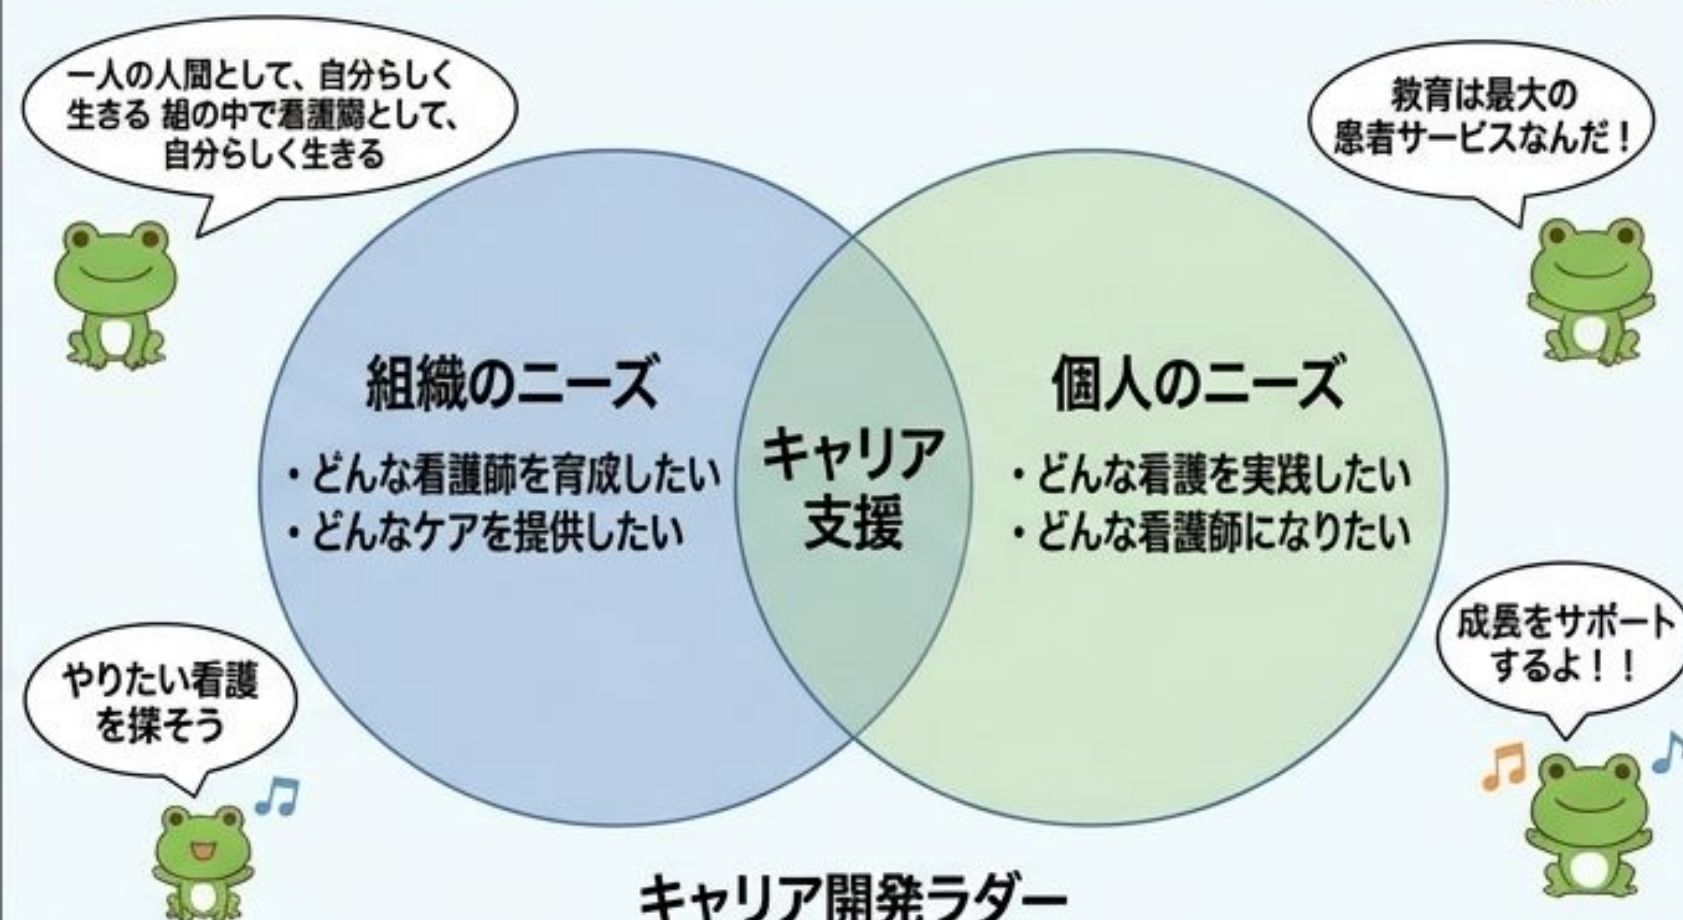 一人の人間として、自分らしく
生きる 組の中で として、
自分らしく生きる
教育は最大の
患者サービスなんだ！
組織のニーズ
・どんな看護師を育成したい
・どんなケアを提供したい
キャリア
支援
個人のニーズ
・どんな看護を実践したい
・どんな看護師になりたい
やりたい看護
を探そう
成長をサポート
するよ！！
キャリア開発ラダー